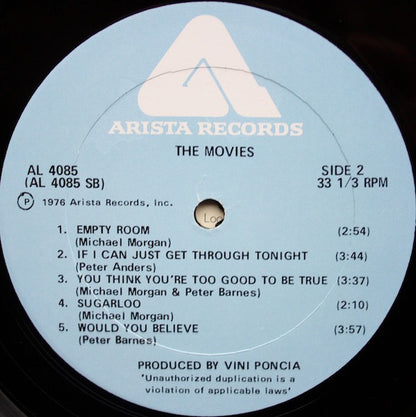 ARISTA RECORDS
THE MOVIES
AL 4085
(AL 4085 SB)
SIDE 2
33 1/3 RPM
Ⓟ 1976 Arista Records, Inc.
Loc
1. EMPTY ROOM (2:54)
(Michael Morgan)
2. IF I CAN JUST GET THROUGH TONIGHT (3:44)
(Peter Anders)
3. YOU THINK YOU'RE TOO GOOD TO BE TRUE (3:37)
(Michael Morgan & Peter Barnes)
4. SUGARLOO (2:10)
(Michael Morgan)
5. WOULD YOU BELIEVE (3:57)
(Peter Barnes)
PRODUCED BY VINI PONCIA
'Unauthorized duplication is a
violation of applicable laws'